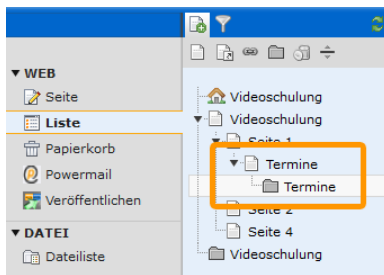 WEB
Seite
Liste
Papierkorb
Powermail
Veröffentlichen
DATEI
Dateiliste
Videoschulung
Videoschulung
Seite 1
Termine
Termine
Seite 2
Seite 4
Videoschulung